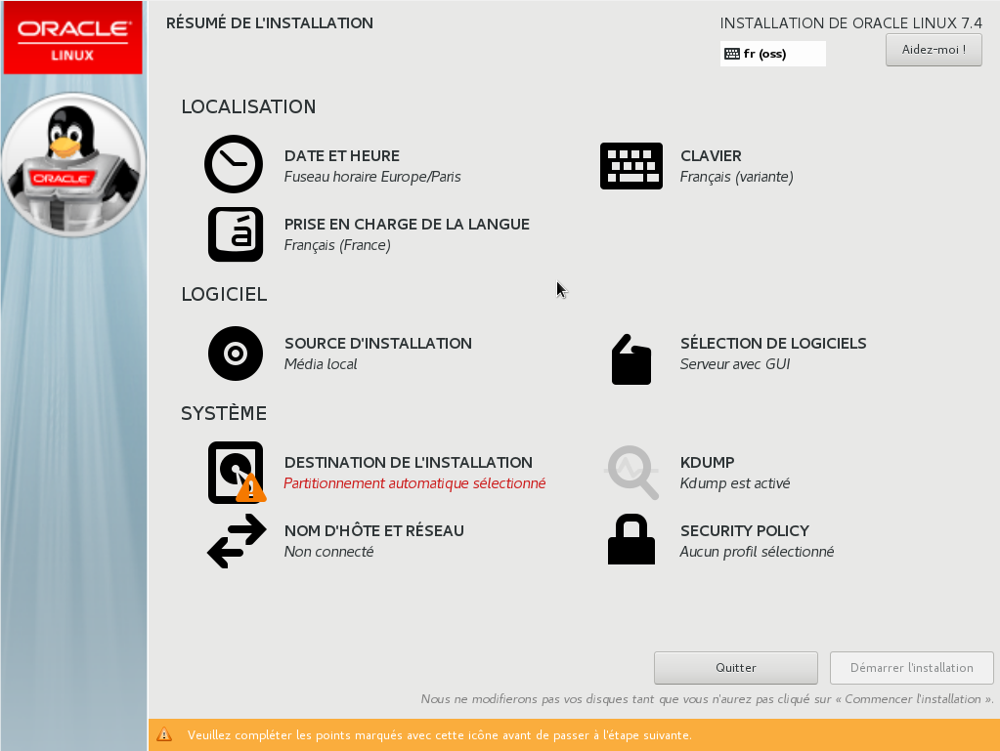 ORACLE
LINUX
ORACLE
RÉSUMÉ DE L'INSTALLATION
INSTALLATION DE ORACLE LINUX 7.4
fr (oss)
Aidez-moi !
LOCALISATION
DATE ET HEURE
Fuseau horaire Europe/Paris
CLAVIER
Français (variante)
PRISE EN CHARGE DE LA LANGUE
Français (France)
LOGICIEL
SOURCE D'INSTALLATION
Média local
SÉLECTION DE LOGICIELS
Serveur avec GUI
SYSTÈME
DESTINATION DE L'INSTALLATION
Partitionnement automatique sélectionné
KDUMP
Kdump est activé
NOM D'HÔTE ET RÉSEAU
Non connecté
SECURITY POLICY
Aucun profil sélectionné
Quitter
Démarrer l'installation
Nous ne modifierons pas vos disques tant que vous n'aurez pas cliqué sur « Commencer l'installation ».
Veuillez compléter les points marqués avec cette icône avant de passer à l'étape suivante.